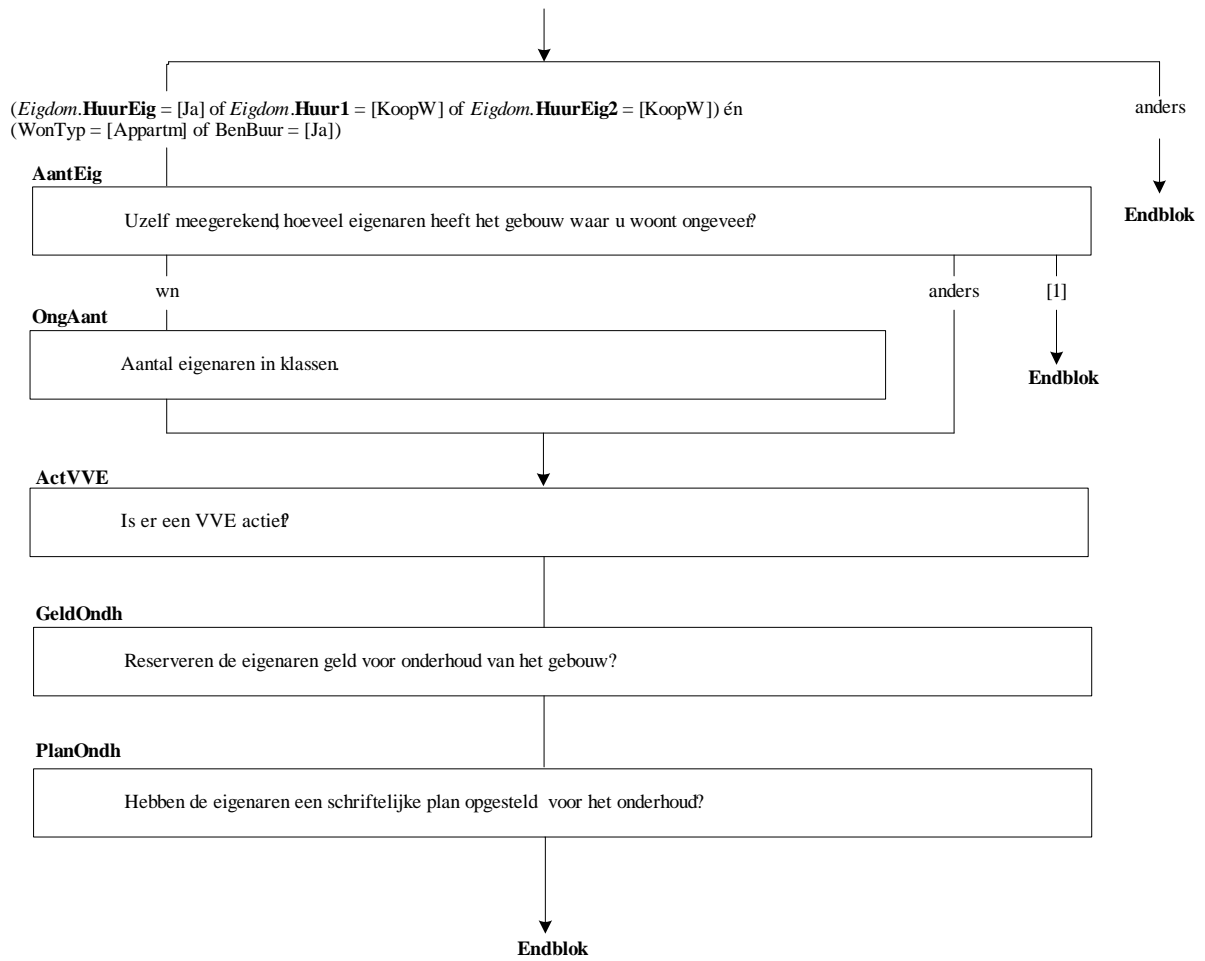 (Eigdom.HuurEig = [Ja] of Eigdom.Huur1 = [KoopW] of Eigdom.HuurEig2 = [KoopW]) én
(WonTyp = [Appartm] of BenBuur = [Ja])
anders
AantEig
Uzelf meegerekend, hoeveel eigenaren heeft het gebouw waar u woont ongeveer?
Endblok
wn
anders
[1]
OngAant
Aantal eigenaren in klassen.
Endblok
ActVVE
Is er een VVE actief?
GeldOndh
Reserveren de eigenaren geld voor onderhoud van het gebouw?
PlanOndh
Hebben de eigenaren een schriftelijke plan opgesteld voor het onderhoud?
Endblok